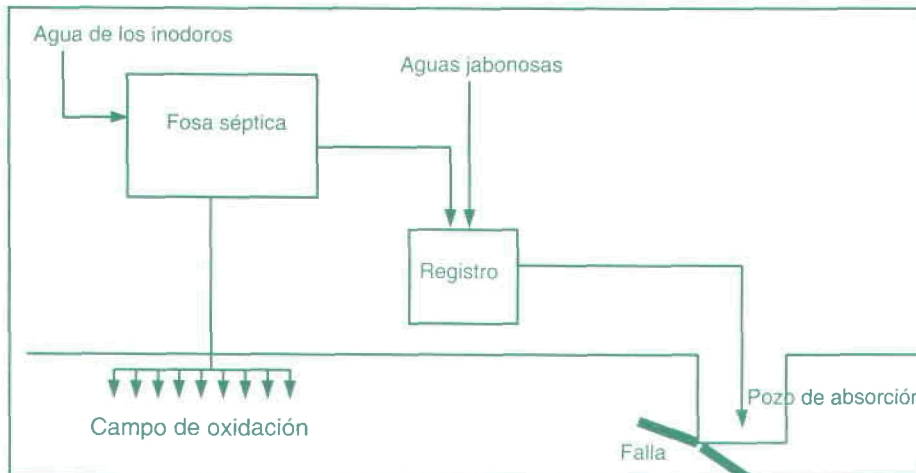 Agua de los inodoros
Aguas jabonosas
Fosa séptica
Registro
Pozo de absorción
Campo de oxidación
Falla